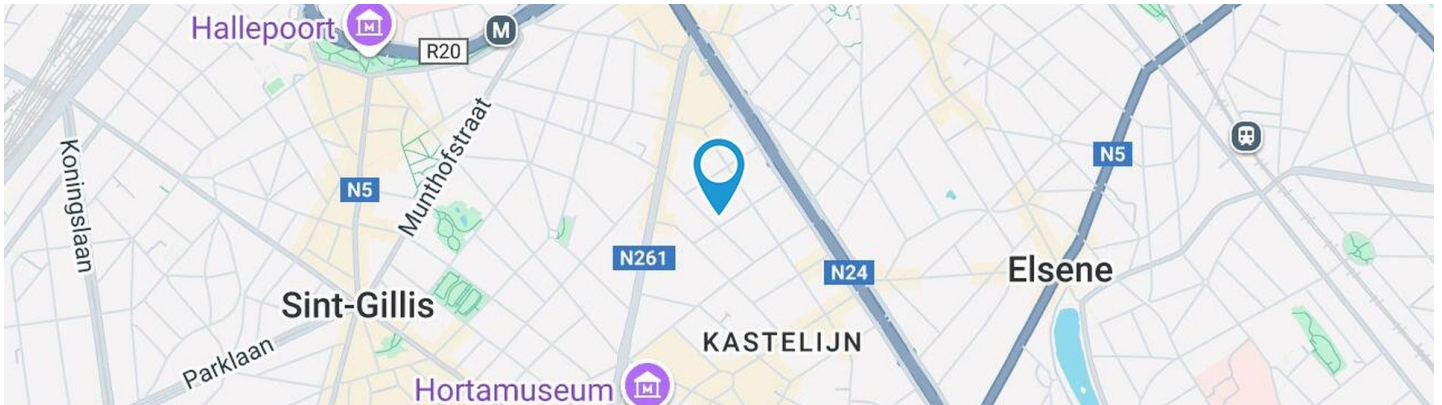 Hallepoort
M
M
R20
Munthofstraat
Koningslaan
N5
N5
N261
N24
Elsene
Sint-Gillis
KASTELIJN
Parklaan
Hortamuseum
M